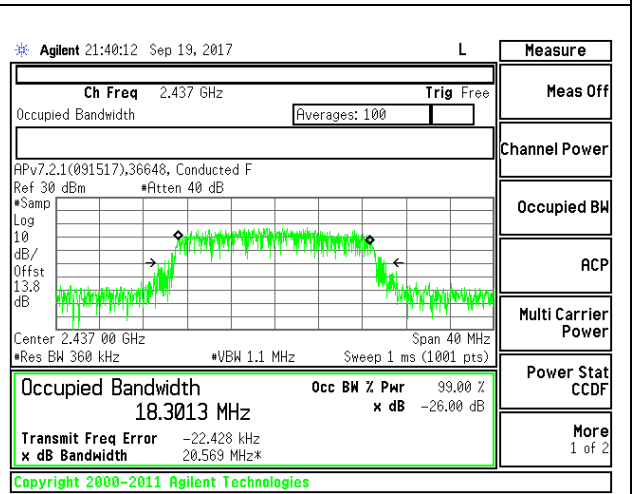 Agilent 21:40:12 Sep 19, 2017 L
Measure
Ch Freq 2.437 GHz Trig Free
Occupied Bandwidth Averages: 100
Meas Off
Channel Power
Occupied BW
ACP
Multi Carrier
Power
Power Stat
CCDF
More
1 of 2
APv7.2.1(091517),36648, Conducted F
Ref 30 dBm #Atten 40 dB
#Samp
Log
10
dB/
Offst
13.8
dB
Center 2.437 00 GHz Span 40 MHz
#Res BW 360 kHz #VBW 1.1 MHz Sweep 1 ms (1001 pts)
Occupied Bandwidth Occ BW % Pwr 99.00 %
18.3013 MHz x dB -26.00 dB
Transmit Freq Error -22.428 kHz
x dB Bandwidth 20.569 MHz*
Copyright 2000-2011 Agilent Technologies